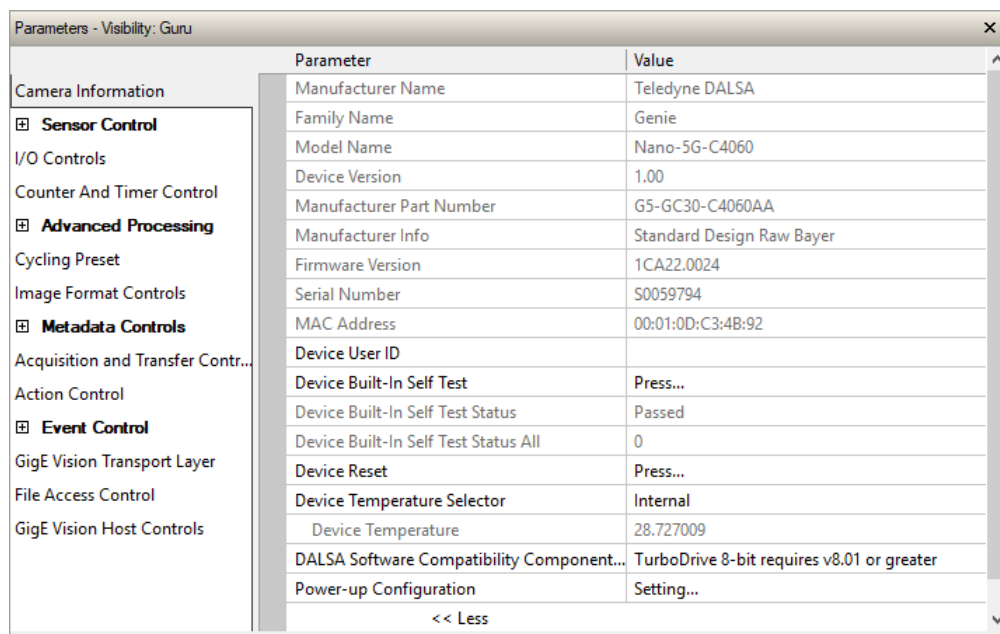 Parameters - Visibility: Guru
Parameter Value
Camera Information
Sensor Control
I/O Controls
Counter And Timer Control
Advanced Processing
Cycling Preset
Image Format Controls
Metadata Controls
Acquisition and Transfer Contr...
Action Control
Event Control
GigE Vision Transport Layer
File Access Control
GigE Vision Host Controls
Manufacturer Name Teledyne DALSA
Family Name Genie
Model Name Nano-5G-C4060
Device Version 1.00
Manufacturer Part Number G5-GC30-C4060AA
Manufacturer Info Standard Design Raw Bayer
Firmware Version 1CA22.0024
Serial Number S0059794
MAC Address 00:01:0D:C3:4B:92
Device User ID
Device Built-In Self Test Press...
Device Built-In Self Test Status Passed
Device Built-In Self Test Status All 0
Device Reset Press...
Device Temperature Selector Internal
Device Temperature 28.727009
DALSA Software Compatibility Component... TurboDrive 8-bit requires v8.01 or greater
Power-up Configuration Setting...
<< Less